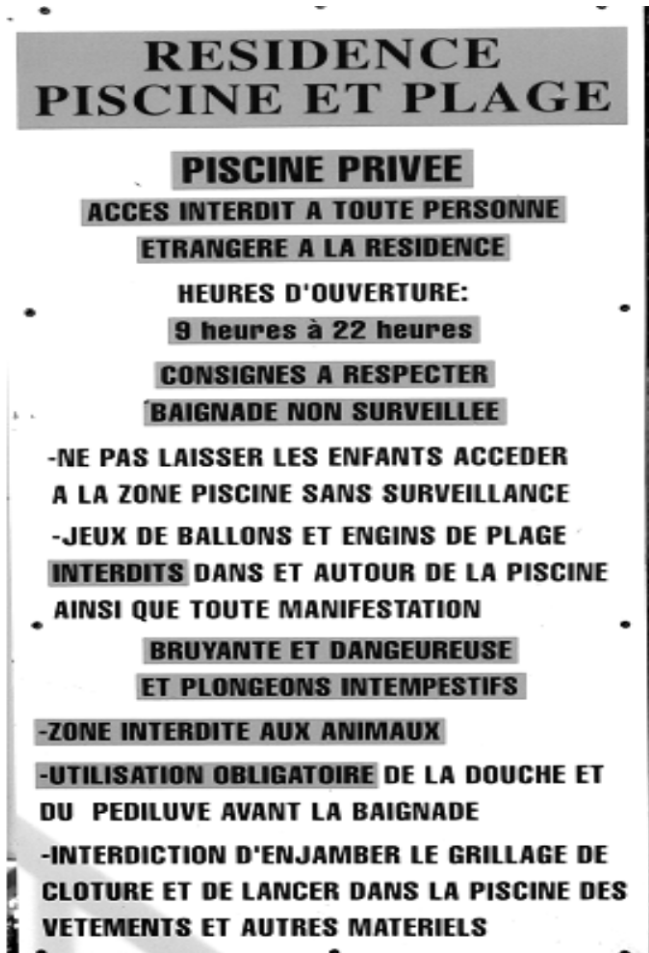 RESIDENCE
PISCINE ET PLAGE
PISCINE PRIVEE
ACCES INTERDIT A TOUTE PERSONNE
ETRANGERE A LA RESIDENCE
HEURES D'OUVERTURE:
9 heures à 22 heures
CONSIGNES A RESPECTER
BAIGNADE NON SURVEILLEE
-NE PAS LAISSER LES ENFANTS ACCEDER
A LA ZONE PISCINE SANS SURVEILLANCE
-JEUX DE BALLONS ET ENGINS DE PLAGE
INTERDITS DANS ET AUTOUR DE LA PISCINE
AINSI QUE TOUTE MANIFESTATION
BRUYANTE ET DANGEUREUSE
ET PLONGEONS INTEMPESTIFS
-ZONE INTERDITE AUX ANIMAUX
-UTILISATION OBLIGATOIRE DE LA DOUCHE ET
DU PEDILUVE AVANT LA BAIGNADE
-INTERDICTION D'ENJAMBER LE GRILLAGE DE
CLOTURE ET DE LANCER DANS LA PISCINE DES
VETEMENTS ET AUTRES MATERIELS